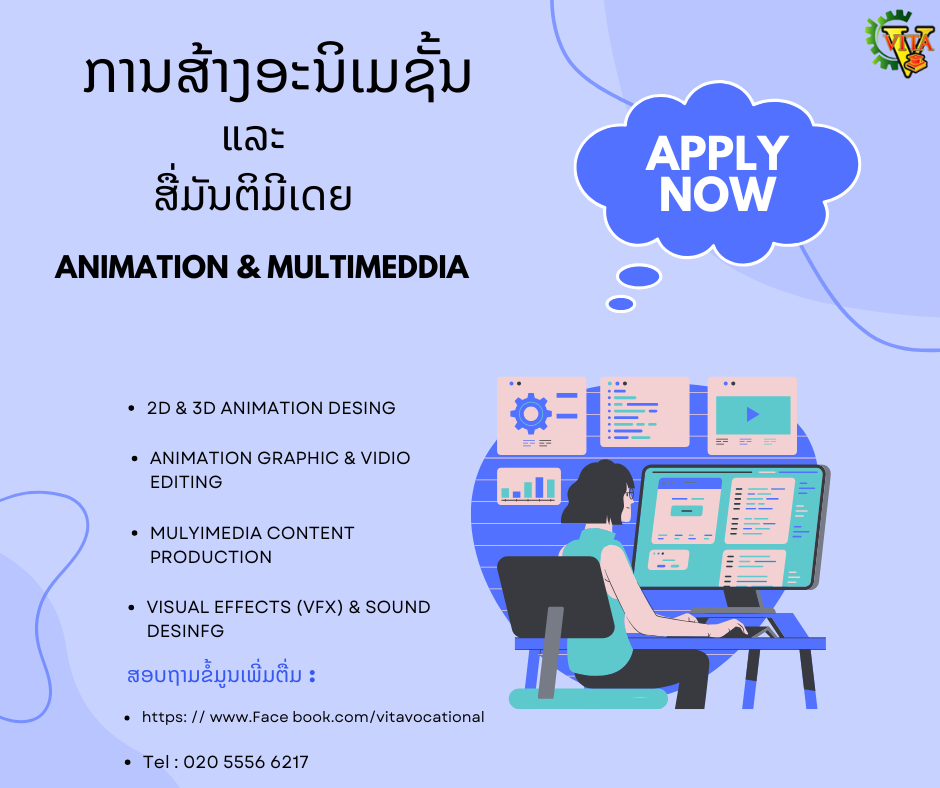 ການສ້າງອະນິເມຊັ້ນ
ແລະ
ສື່ມັນຕິມີເດຍ
ANIMATION & MULTIMEDDIA
VITA
APPLY
NOW
• 2D & 3D ANIMATION DESING
• ANIMATION GRAPHIC & VIDIO
EDITING
• MULYIMEDIA CONTENT
PRODUCTION
• VISUAL EFFECTS (VFX) & SOUND
DESINFG
ສອບຖາມຂໍ້ມູນເພີ່ມຕື່ມ :
• https: // www.Face book.com/vitavocational
• Tel : 020 5556 6217